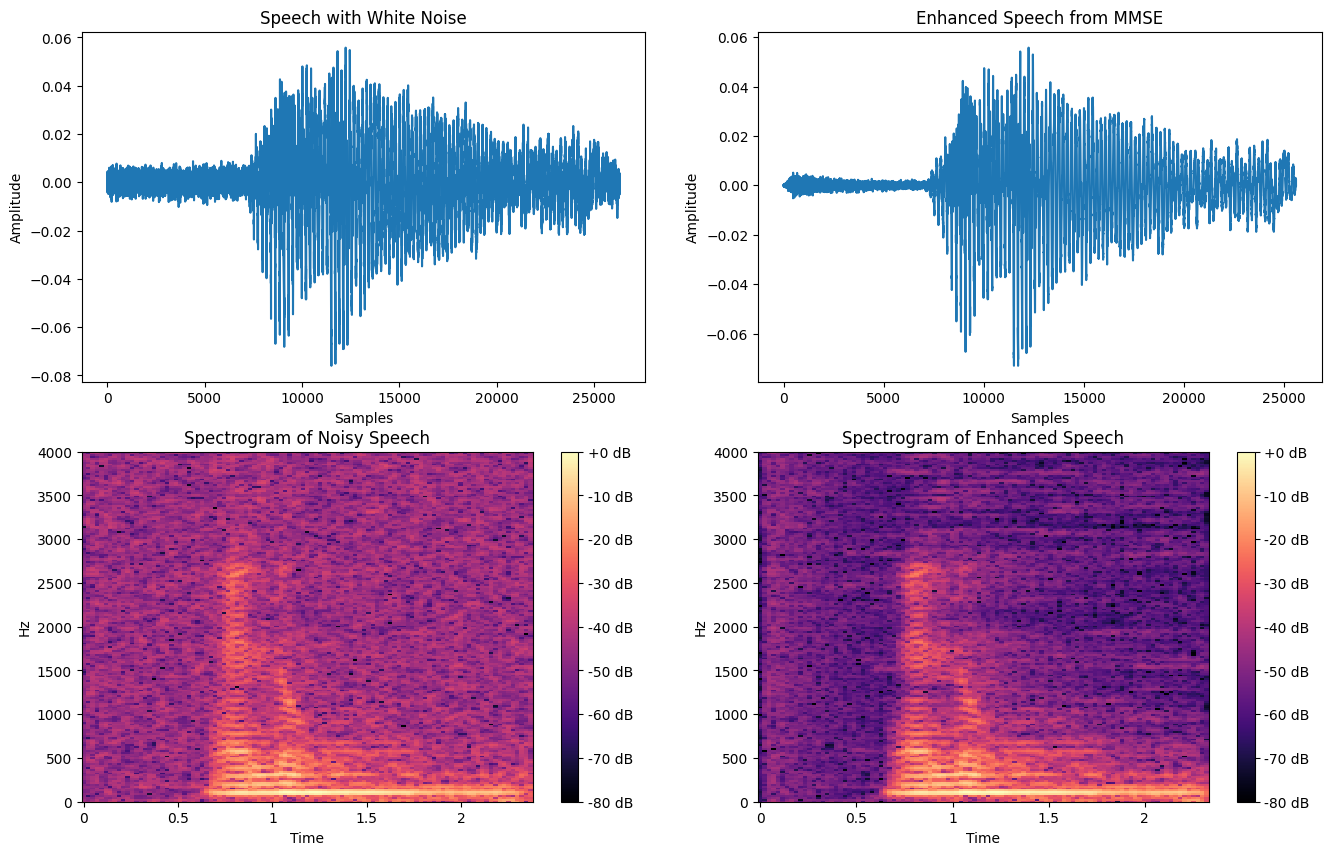 Speech with White Noise
0.06
0.04
0.02
0.00
−0.02
−0.04
−0.06
−0.08
Amplitude
0 5000 10000 15000 20000 25000
Samples
Enhanced Speech from MMSE
0.06
0.04
0.02
0.00
−0.02
−0.04
−0.06
Amplitude
0 5000 10000 15000 20000 25000
Samples
Spectrogram of Noisy Speech
4000
3500
3000
2500
2000
1500
1000
500
0
Hz
0 0.5 1 1.5 2
Time
+0 dB
-10 dB
-20 dB
-30 dB
-40 dB
-50 dB
-60 dB
-70 dB
-80 dB
Spectrogram of Enhanced Speech
4000
3500
3000
2500
2000
1500
1000
500
0
Hz
0 0.5 1 1.5 2
Time
+0 dB
-10 dB
-20 dB
-30 dB
-40 dB
-50 dB
-60 dB
-70 dB
-80 dB